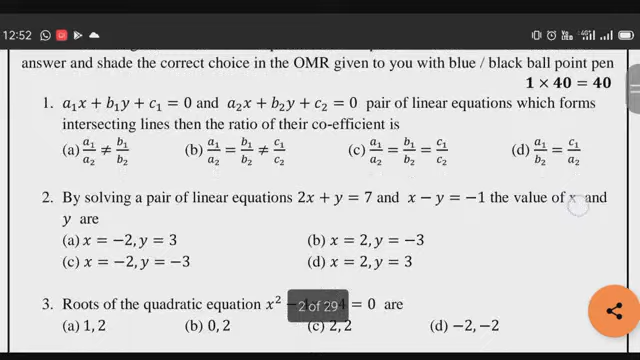 12:52
answer and shade the correct choice in the OMR given to you with blue / black ball point pen
1 × 40 = 40
1. a₁x + b₁y + c₁ = 0 and a₂x + b₂y + c₂ = 0 pair of linear equations which forms
intersecting lines then the ratio of their co-efficient is
(a) a₁/a₂ ≠ b₁/b₂ (b) a₁/a₂ = b₁/b₂ ≠ c₁/c₂ (c) a₁/a₂ = b₁/b₂ = c₁/c₂ (d) a₁/b₂ = c₁/a₂
2. By solving a pair of linear equations 2x + y = 7 and x − y = −1 the value of x and
y are
(a) x = −2, y = 3 (b) x = 2, y = −3
(c) x = −2, y = −3 (d) x = 2, y = 3
3. Roots of the quadratic equation x² = 0 are
2 of 29
(a) 1, 2 (b) 0, 2 (c) 2, 2 (d) −2, −2